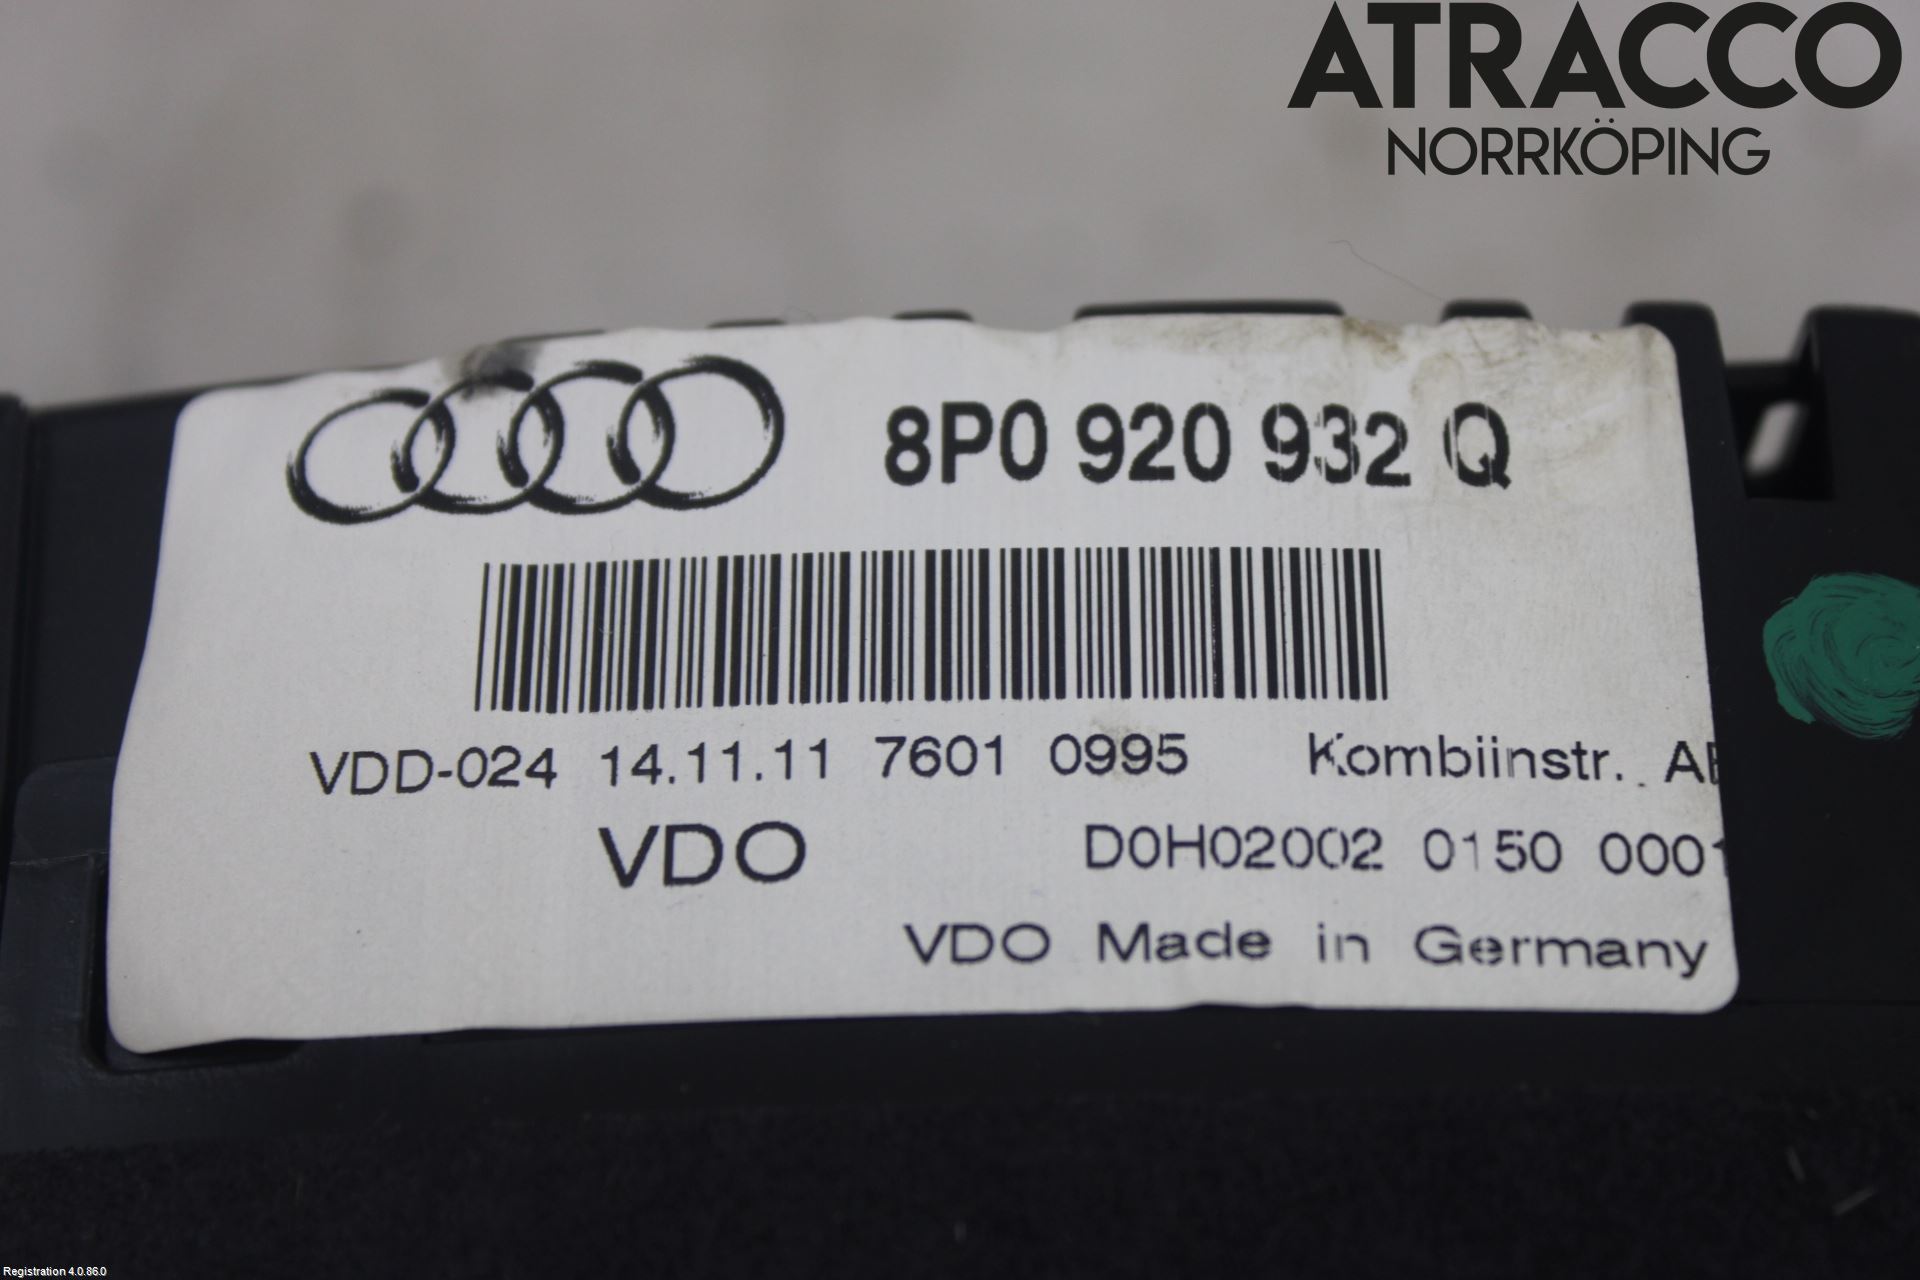 ATRACCO
NORRKÖPING
8P0 920 932 Q
VDD-024 14.11.11 7601 0995 Kombiinstr.
VDO D0H02002 0150 0001
VDO Made in Germany
Registration 4.0.86.0